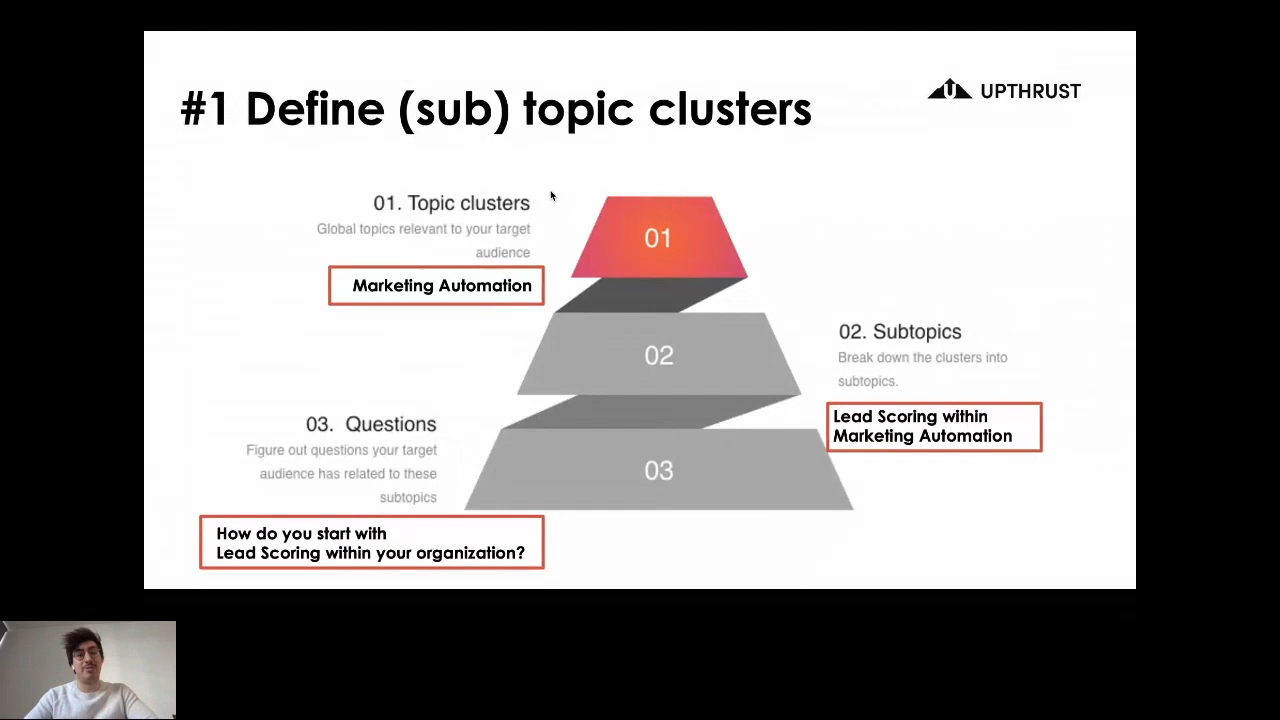 #1 Define (sub) topic clusters
UPTHRUST
01. Topic clusters
Global topics relevant to your target
audience
Marketing Automation
01
02
02. Subtopics
Break down the clusters into
subtopics.
Lead Scoring within
Marketing Automation
03. Questions
Figure out questions your target
audience has related to these
subtopics
03
How do you start with
Lead Scoring within your organization?